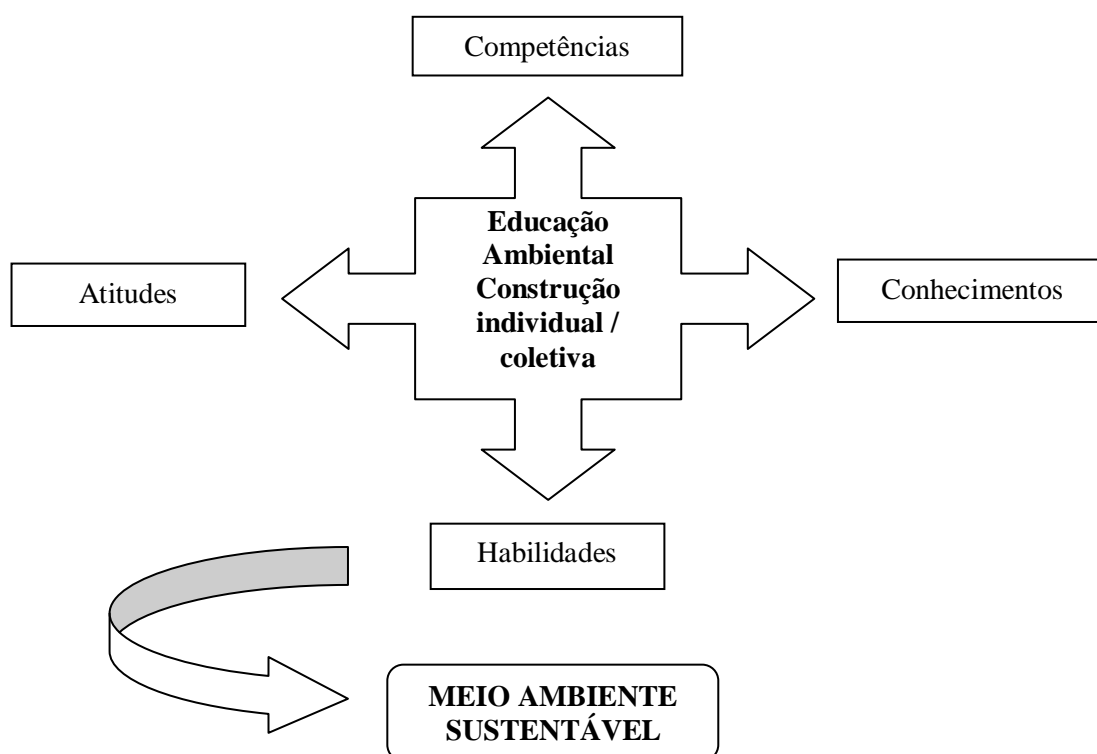 Competências
Educação
Ambiental
Construção
individual /
coletiva
Atitudes
Conhecimentos
Habilidades
MEIO AMBIENTE
SUSTENTÁVEL